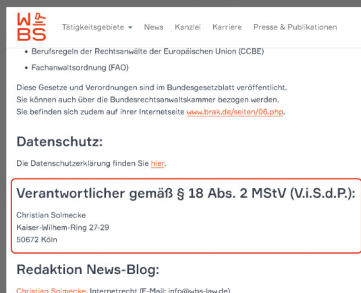 WBS
Tätigkeitsgebiete News Kanzlei Karriere Presse & Publikationen
• Berufsregeln der Rechtsanwälte der Europäischen Union (CCBE)
• Fachanwaltsordnung (FAO)
Diese Gesetze und Verordnungen sind im Bundesgesetzblatt veröffentlicht.
Sie können auch über die Bundesrechtsanwaltskammer bezogen werden.
Sie befinden sich zudem auf ihrer Internetseite www.brak.de/seiten/06.php.
Datenschutz:
Die Datenschutzerklärung finden Sie hier.
Verantwortlicher gemäß § 18 Abs. 2 MStV (V.i.S.d.P.):
Christian Solmecke
Kaiser-Wilhem-Ring 27-29
50672 Köln
Redaktion News-Blog:
Christian Solmecke, Internetrecht (E-Mail: info@wbs-law.de)